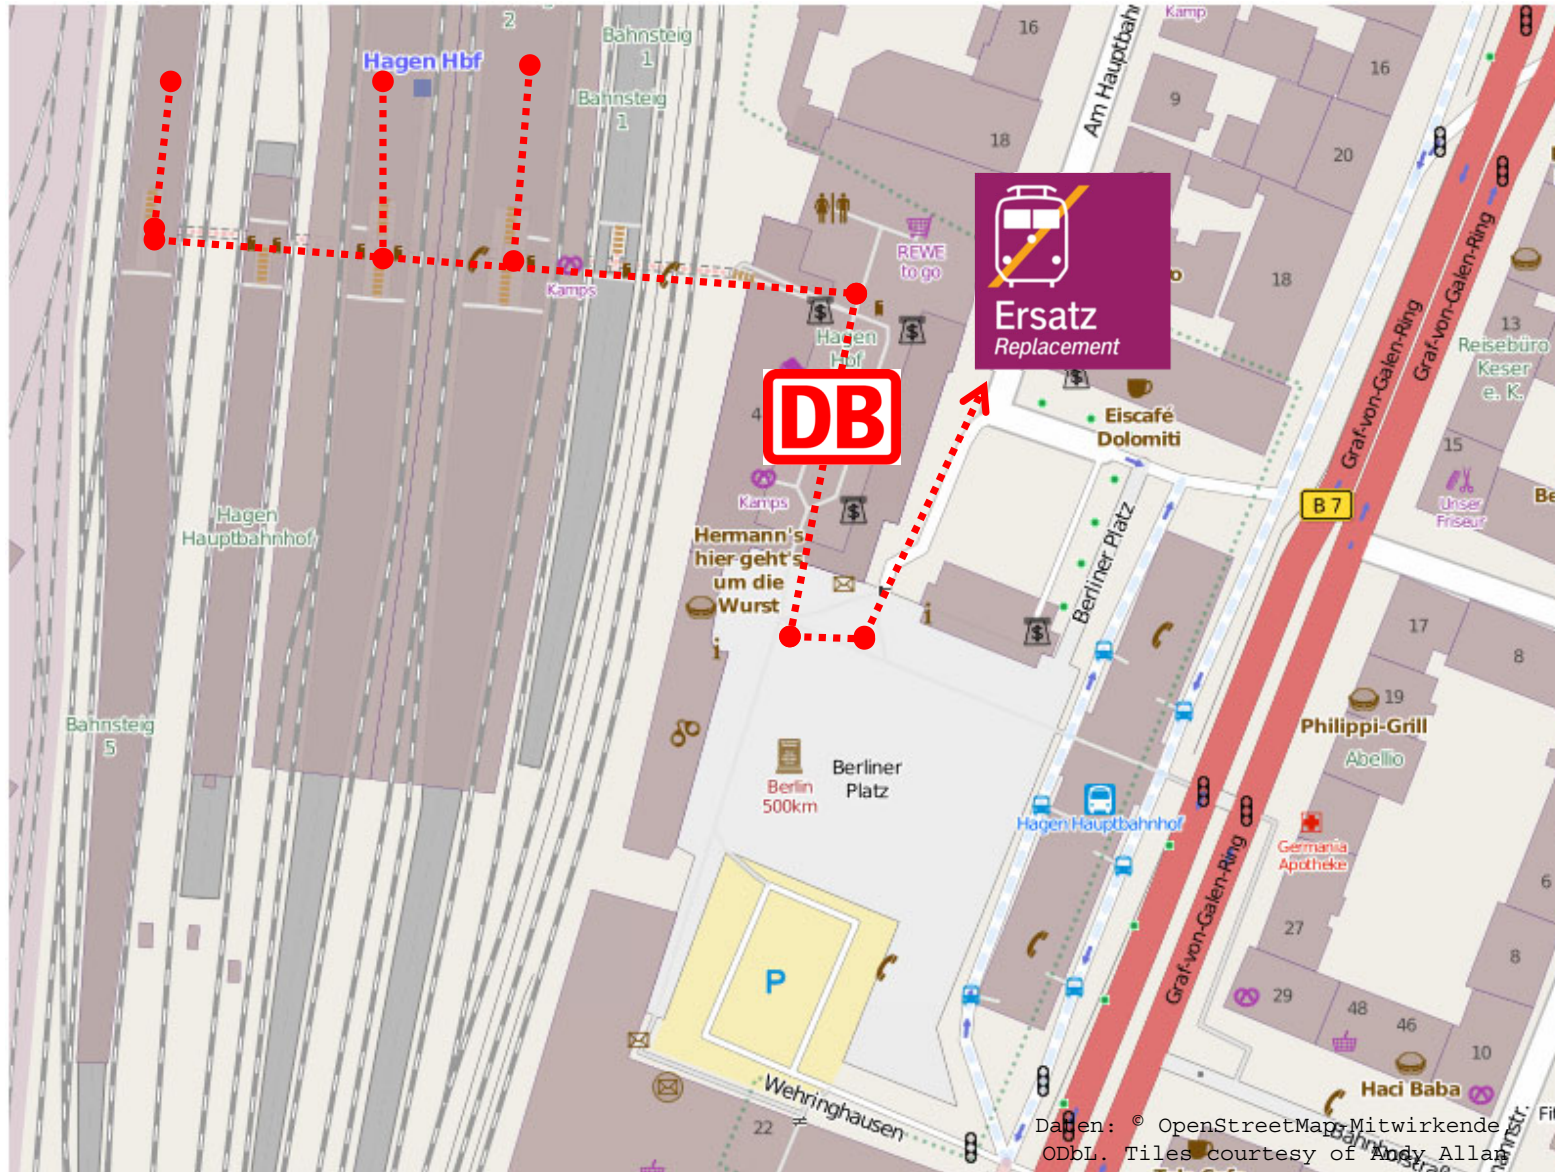 2
Kamp
Bahnsteig
1
16
Am Hauptbah
Hagen Hbf
16
Bahnsteig
1
9
18
20
REWE
to go
Ersatz
Replacement
18
Kamps
Hagen
Hbf
Graf-von-Galen-Ring
Graf-von-Galen-Ring
13
Reisebüro
Keser
e. K.
DB
4
Eiscafé
Dolomiti
15
Kamps
B 7
Unser
Friseur
Be
Hagen
Hauptbahnhof
Hermann's
hier geht's
um die
Wurst
Berliner Platz
17
8
19
Philippi-Grill
Abellio
Bahnsteig
5
Berliner
Platz
Berlin
500km
Hagen Hauptbahnhof
Germania
Apotheke
Graf-von-Galen-Ring
6
27
8
P
29
48
46
10
Haci Baba
Wehringhausen
22
Daten: © OpenStreetMap-Mitwirkende,
ODbL. Tiles courtesy of Andy Allan